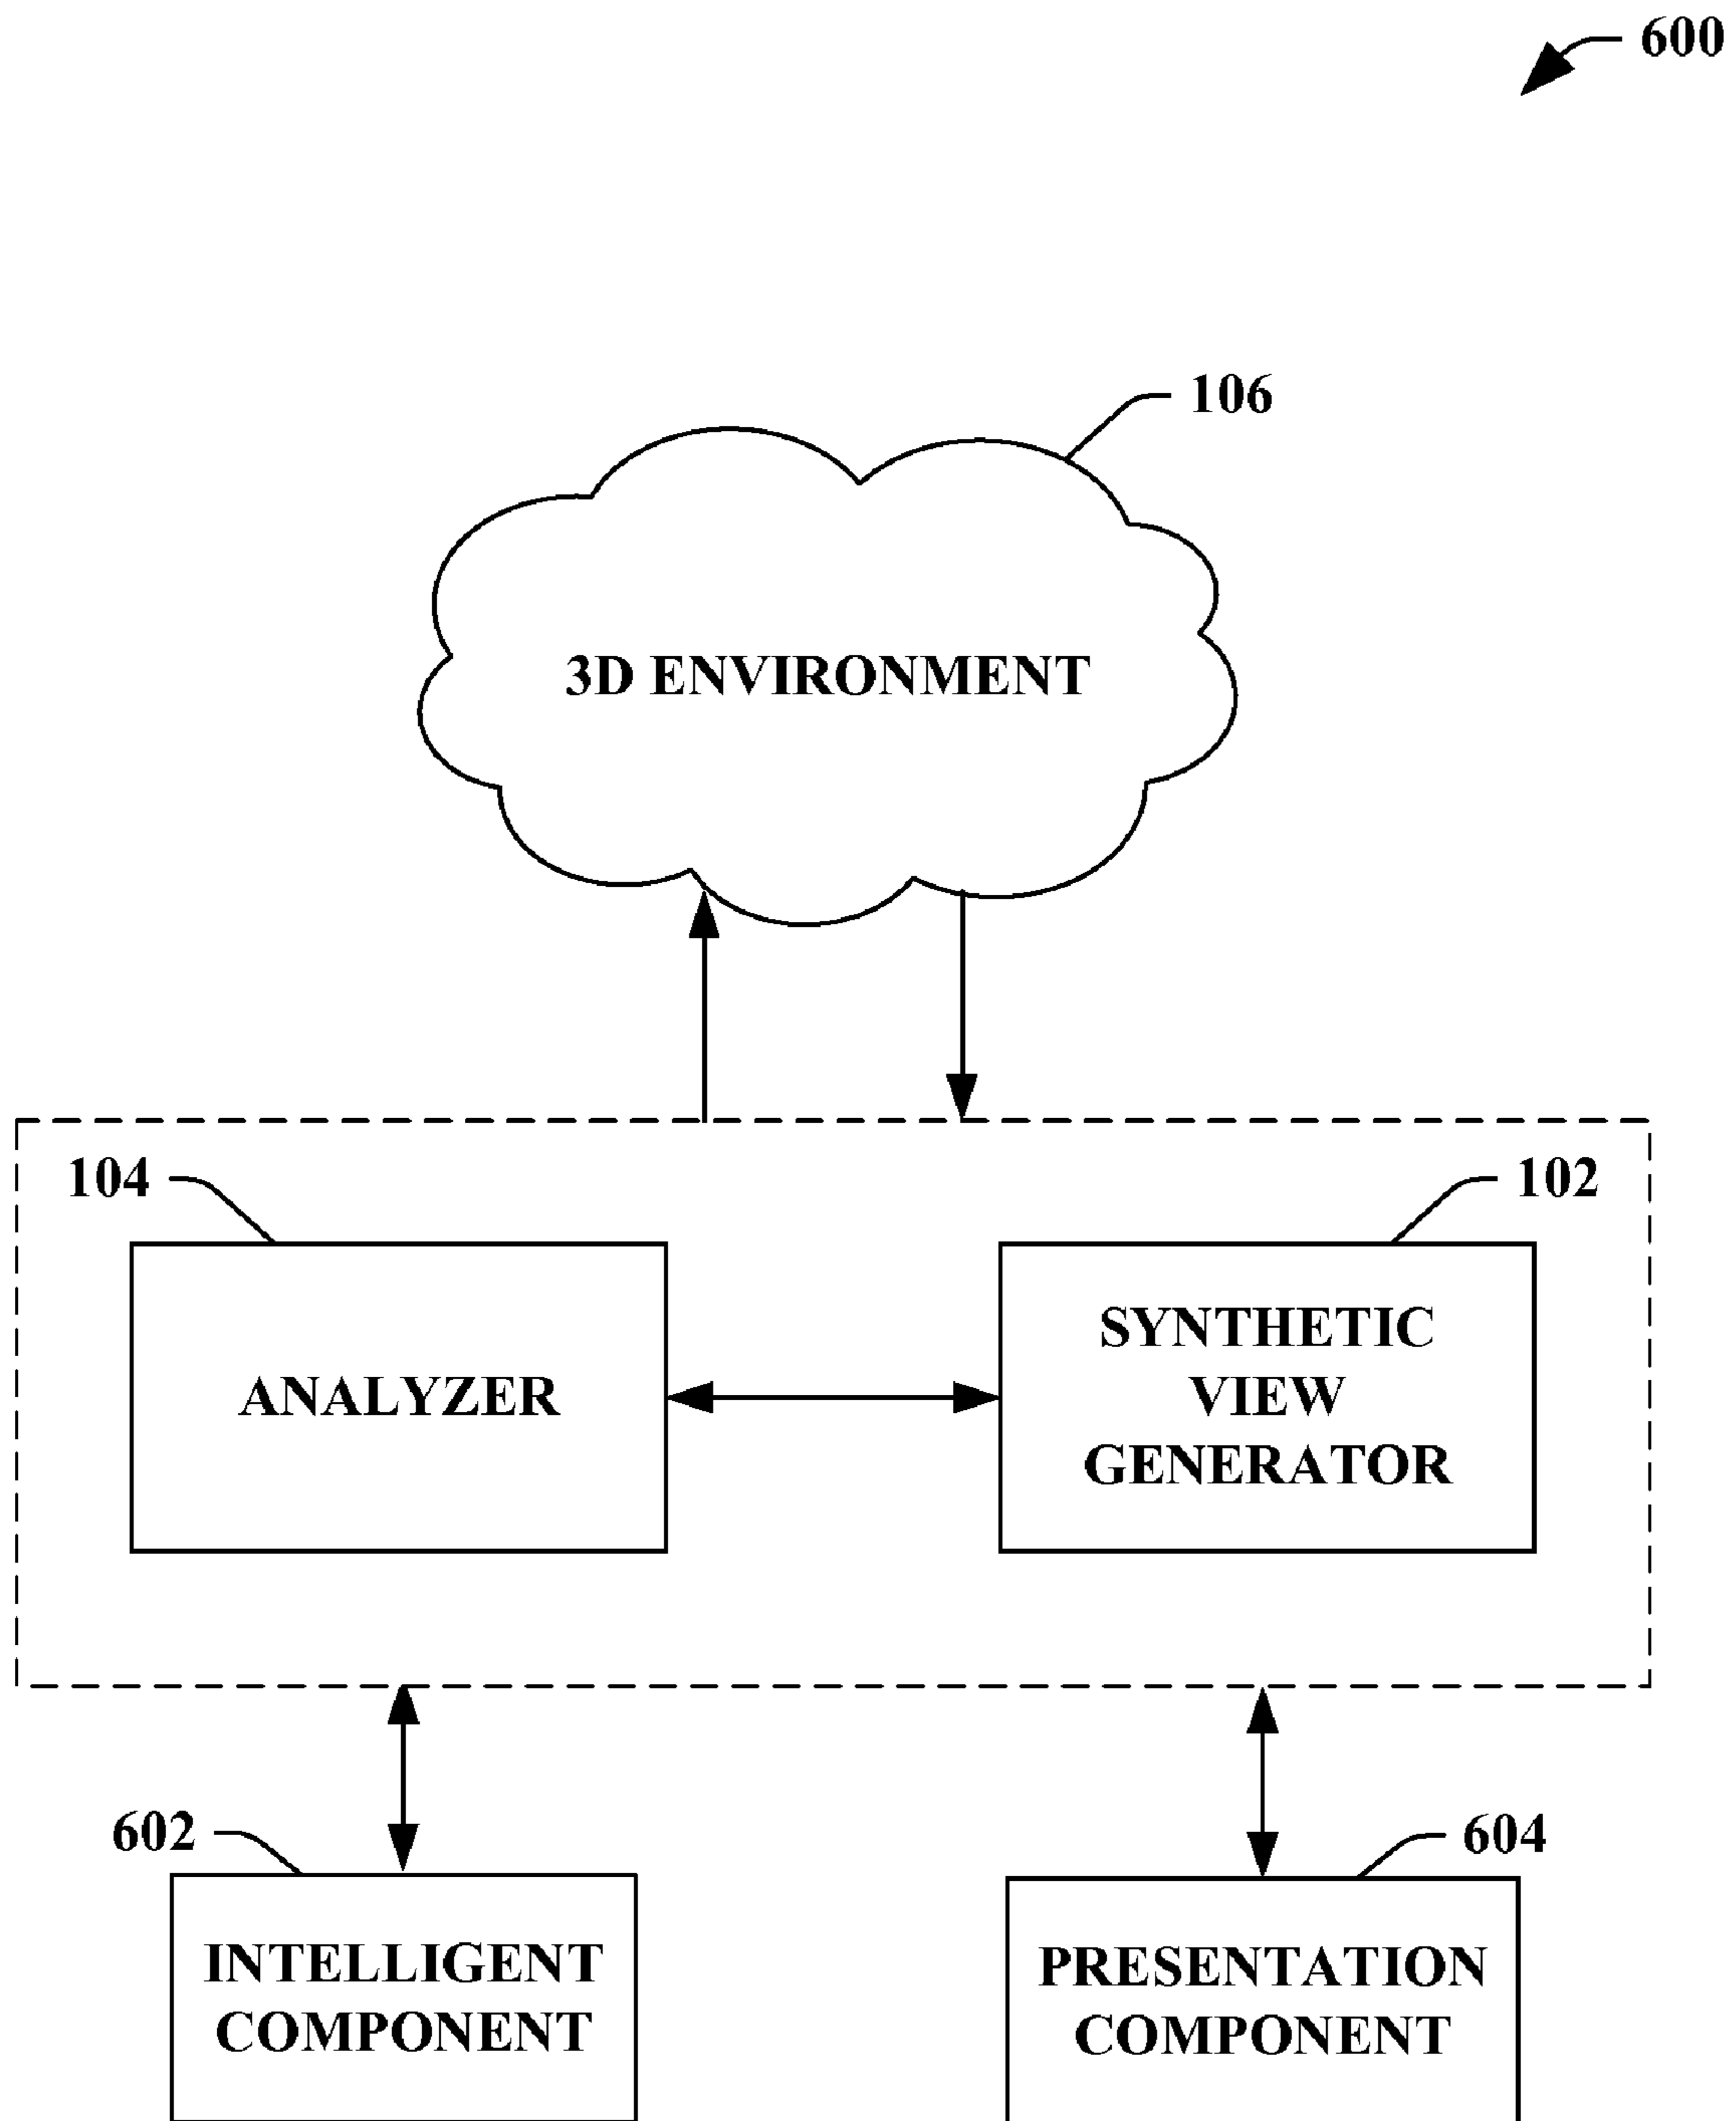 600
106
3D ENVIRONMENT
104
102
ANALYZER
SYNTHETIC
VIEW
GENERATOR
602
604
INTELLIGENT
COMPONENT
PRESENTATION
COMPONENT